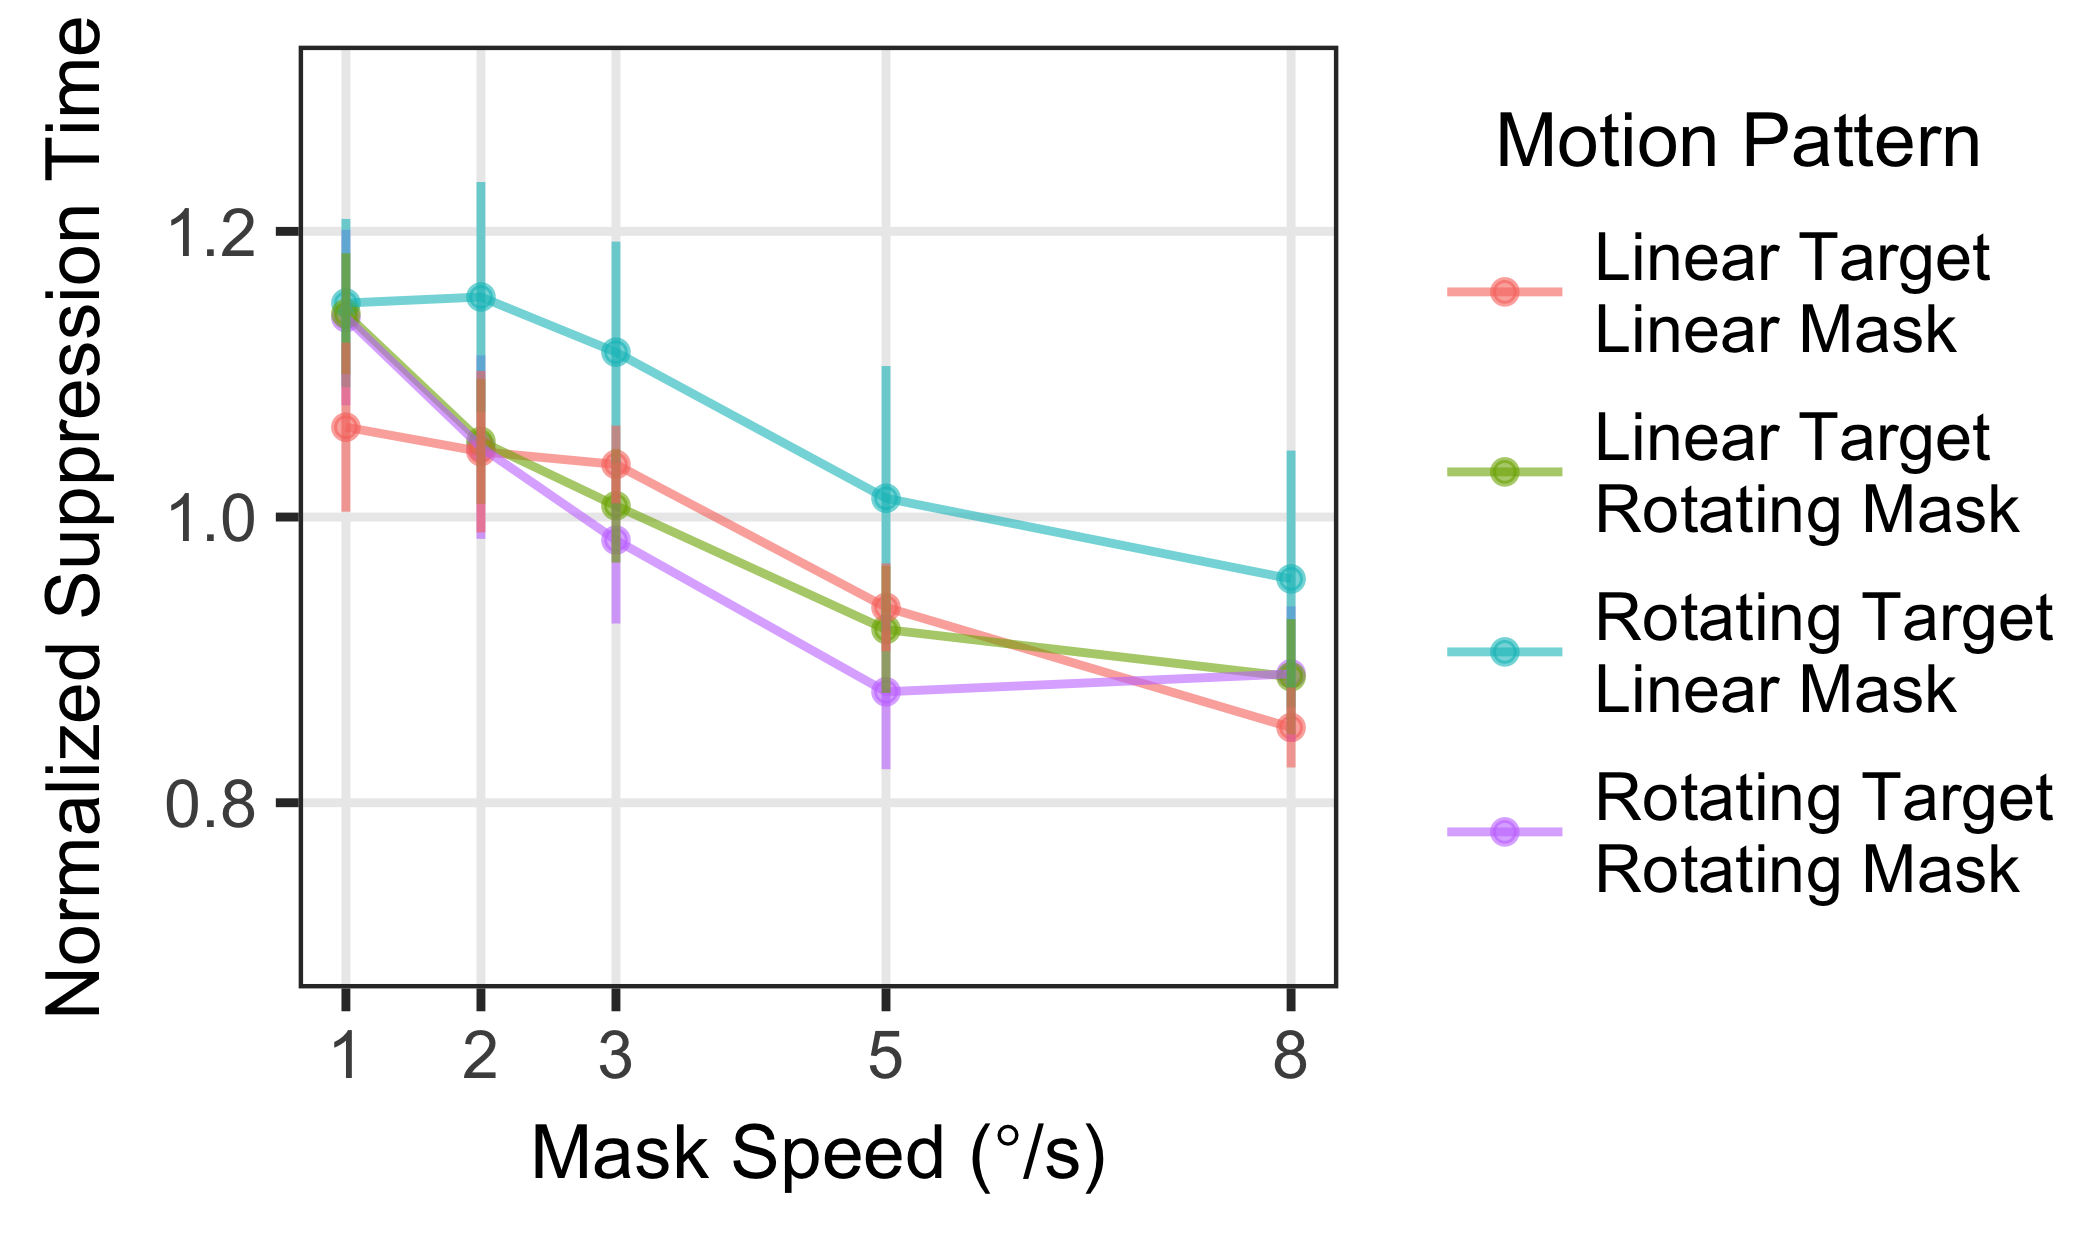 Normalized Suppression Time
1.2
1.0
0.8
1 2 3 5 8
Mask Speed (°/s)
Motion Pattern
Linear Target
Linear Mask
Linear Target
Rotating Mask
Rotating Target
Linear Mask
Rotating Target
Rotating Mask